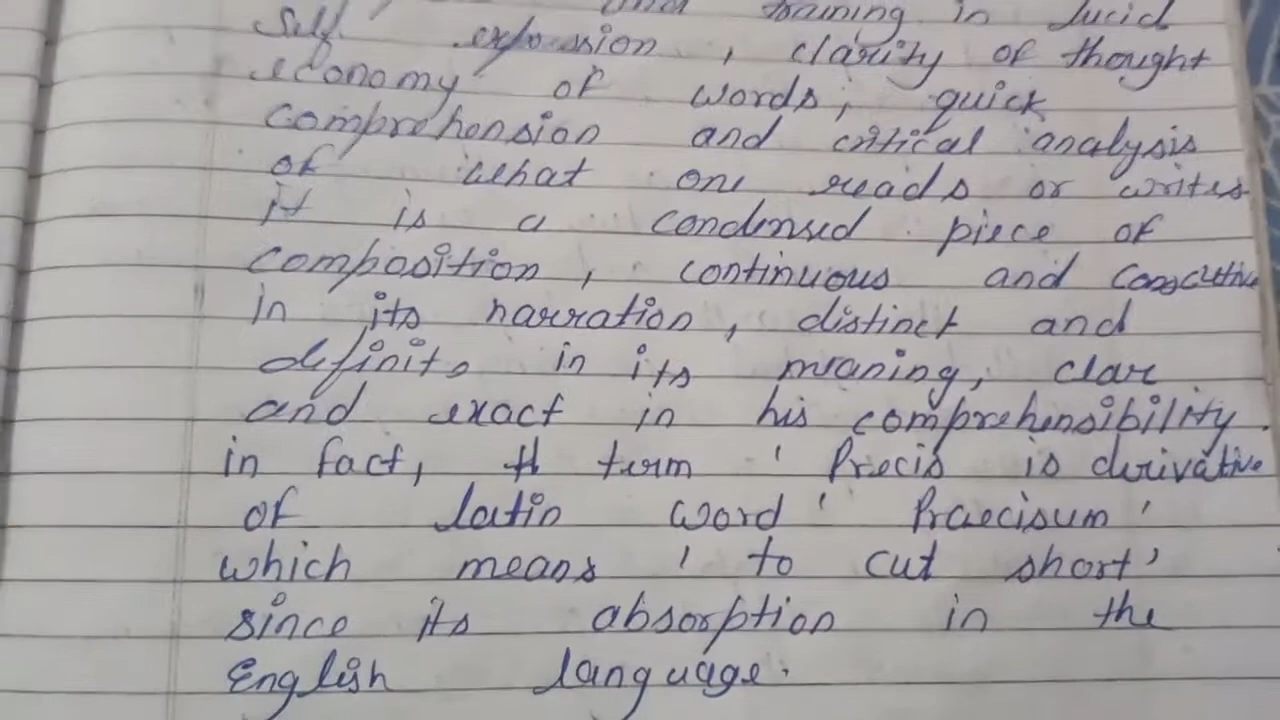 training in lucid
Self expression, clarity of thought
economy of words, quick
comprehension and critical analysis
of what one reads or writes
it is a condensed piece of
composition, continuous and consecutive
in its narration, distinct and
definite in its meaning, clear
and exact in his comprehensibility.
in fact, th term ' Precis is derivative
of latin word ' Praecisum '
which means ' to cut short '
since its absorption in the
English language.